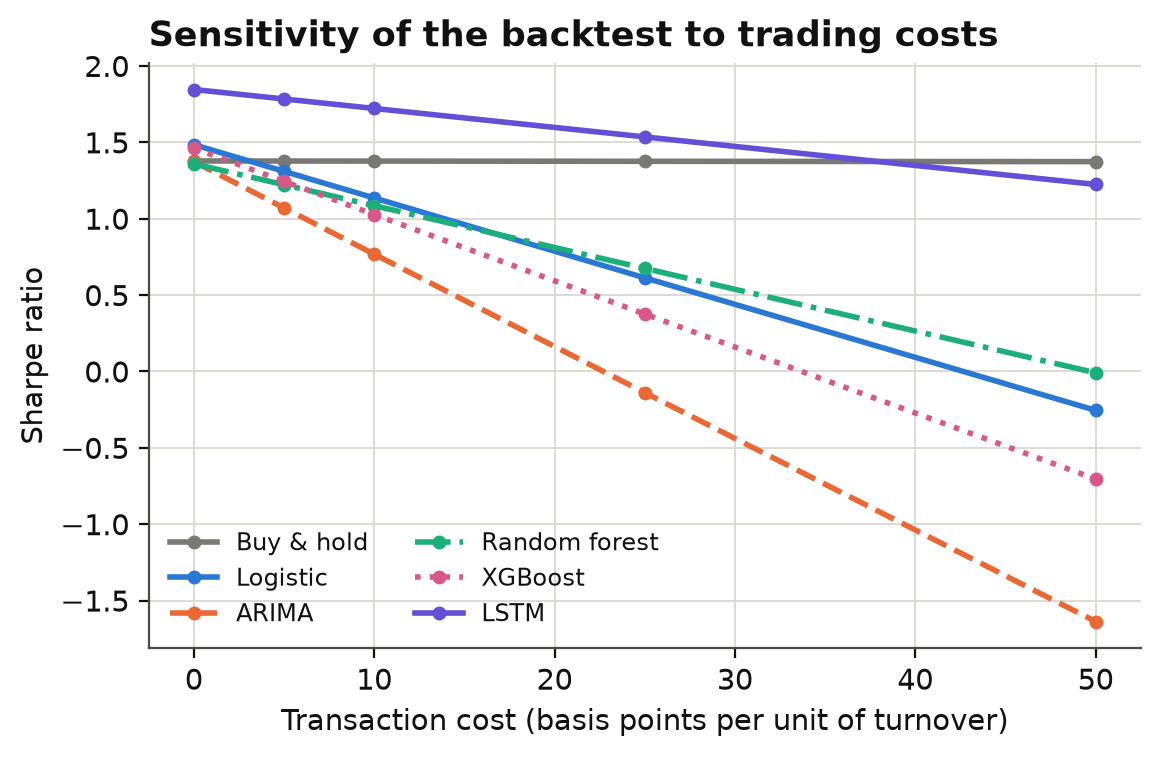 Sensitivity of the backtest to trading costs
2.0
1.5
1.0
0.5
0.0
−0.5
−1.0
−1.5
Sharpe ratio
Buy & hold
Logistic
ARIMA
Random forest
XGBoost
LSTM
0 10 20 30 40 50
Transaction cost (basis points per unit of turnover)